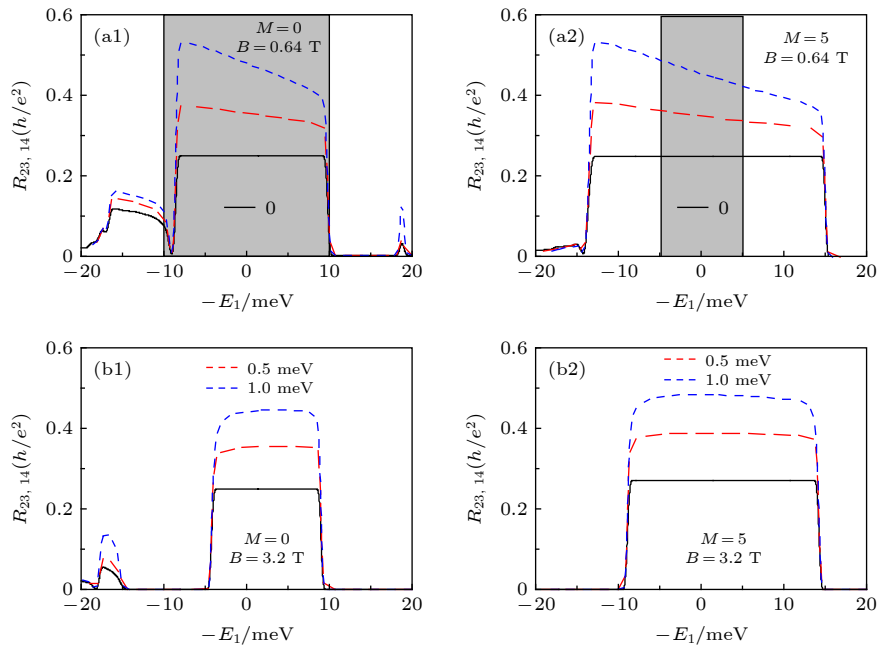 (a1)
M=0
B=0.64 T
0
R23, 14(h/e²)
0.6
0.4
0.2
0
−20
−10
0
10
20
−E1/meV
(a2)
M=5
B=0.64 T
0
R23, 14(h/e²)
0.6
0.4
0.2
0
−20
−10
0
10
20
−E1/meV
(b1)
0.5 meV
1.0 meV
M=0
B=3.2 T
R23, 14(h/e²)
0.6
0.4
0.2
0
−20
−10
0
10
20
−E1/meV
(b2)
0.5 meV
1.0 meV
M=5
B=3.2 T
R23, 14(h/e²)
0.6
0.4
0.2
0
−20
−10
0
10
20
−E1/meV